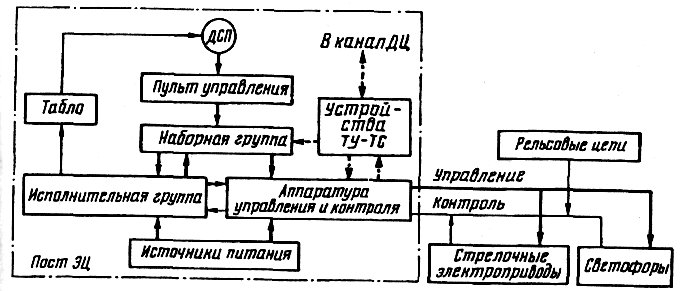 ДСП
В канал ДЦ
Пульт управления
Табло
Устрой-
ства
ТУ-ТС
Наборная группа
Рельсовые цепи
Управление
Исполнительная группа
Аппаратура
управления и контроля
Контроль
Источники питания
Стрелочные
электроприводы
Светофоры
Пост ЭЦ